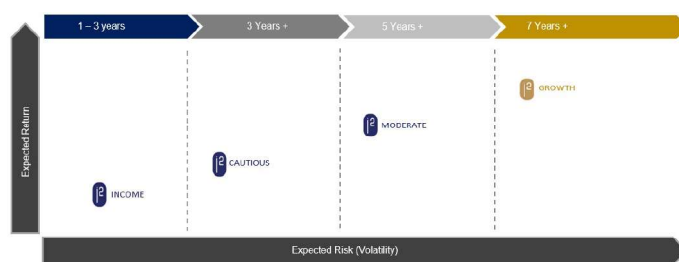 1 – 3 years
3 Years +
5 Years +
7 Years +
Expected Return
GROWTH
MODERATE
CAUTIOUS
INCOME
Expected Risk (Volatility)